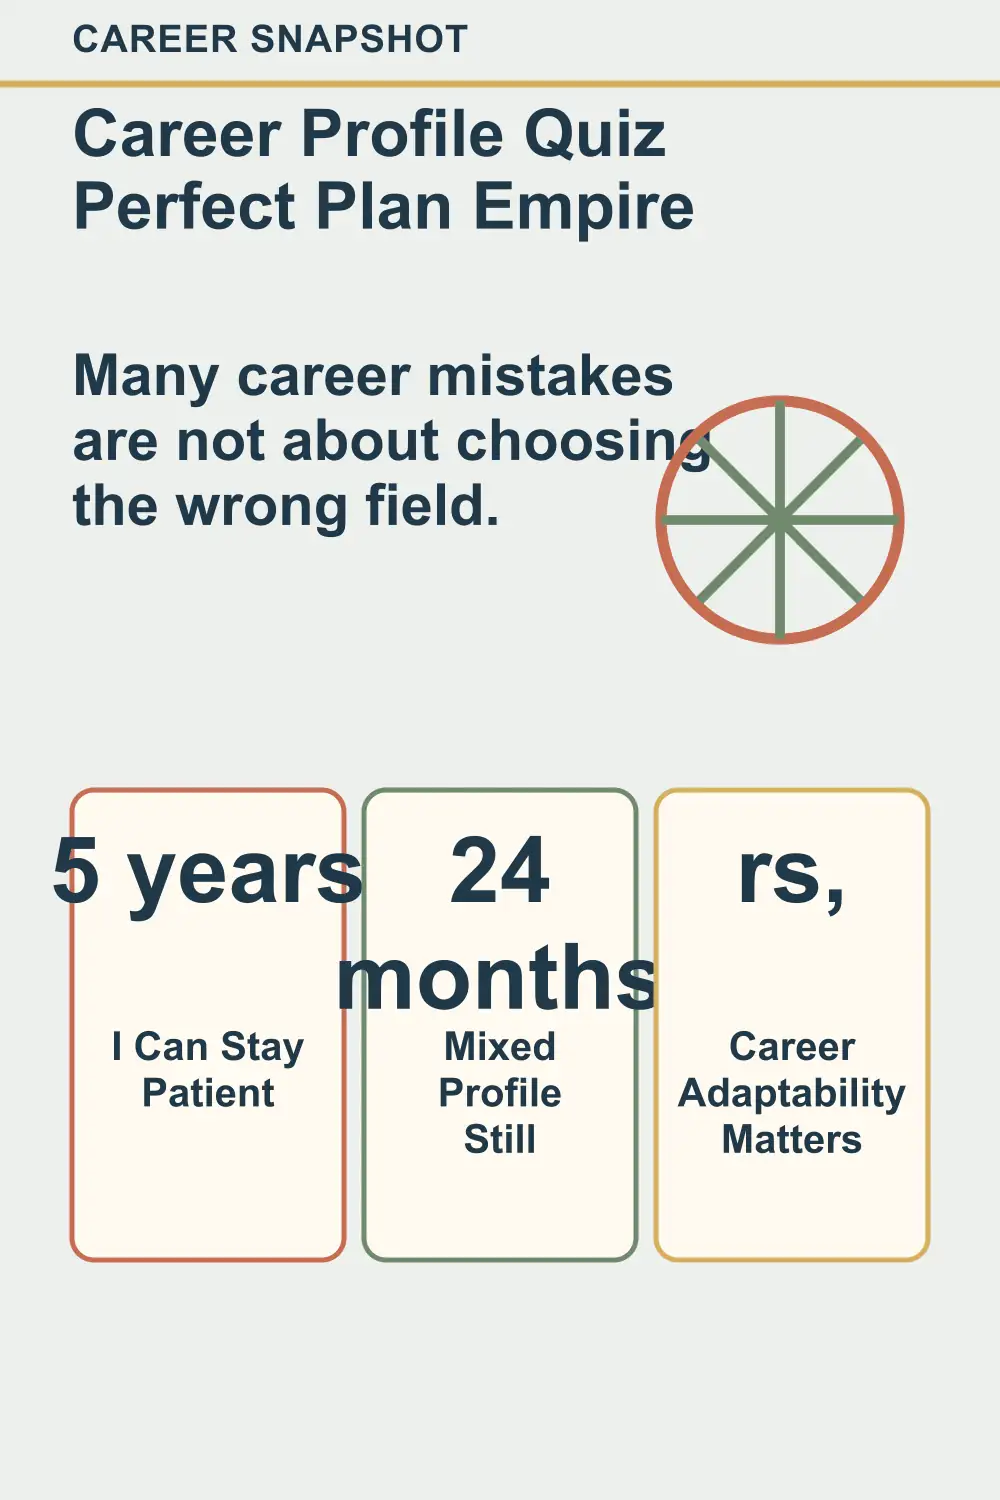 CAREER SNAPSHOT
Career Profile Quiz
Perfect Plan Empire
Many career mistakes
are not about choosing
the wrong field.
5 years
I Can Stay
Patient
24
months
Mixed
Profile
Still
rs,
Career
Adaptability
Matters